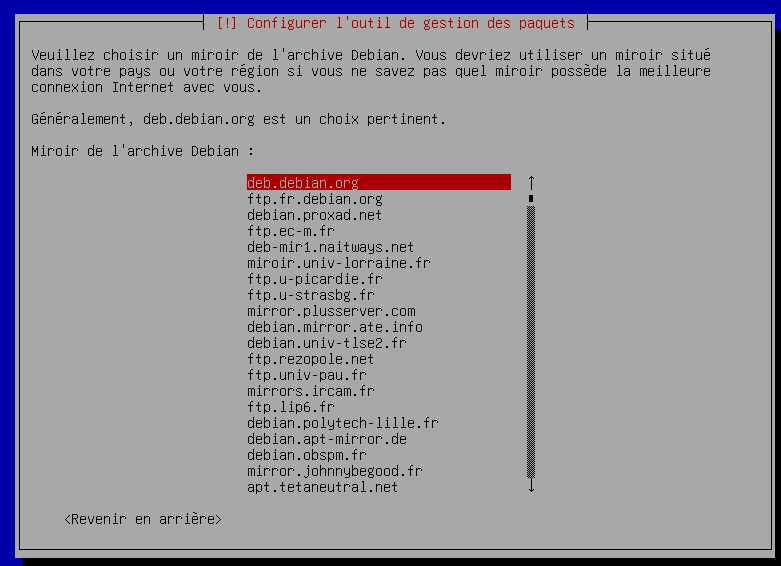 [!] Configurer l'outil de gestion des paquets
Veuillez choisir un miroir de l'archive Debian. Vous devriez utiliser un miroir situé
dans votre pays ou votre région si vous ne savez pas quel miroir possède la meilleure
connexion Internet avec vous.
Généralement, deb.debian.org est un choix pertinent.
Miroir de l'archive Debian :
deb.debian.org
ftp.fr.debian.org
debian.proxad.net
ftp.ec-m.fr
deb-mir1.naitways.net
miroir.univ-lorraine.fr
ftp.u-picardie.fr
ftp.u-strasbg.fr
mirror.plusserver.com
debian.mirror.ate.info
debian.univ-tlse2.fr
ftp.rezopole.net
ftp.univ-pau.fr
mirrors.ircam.fr
ftp.lip6.fr
debian.polytech-lille.fr
debian.apt-mirror.de
debian.obspm.fr
mirror.johnnybegood.fr
apt.tetaneutral.net
<Revenir en arrière>